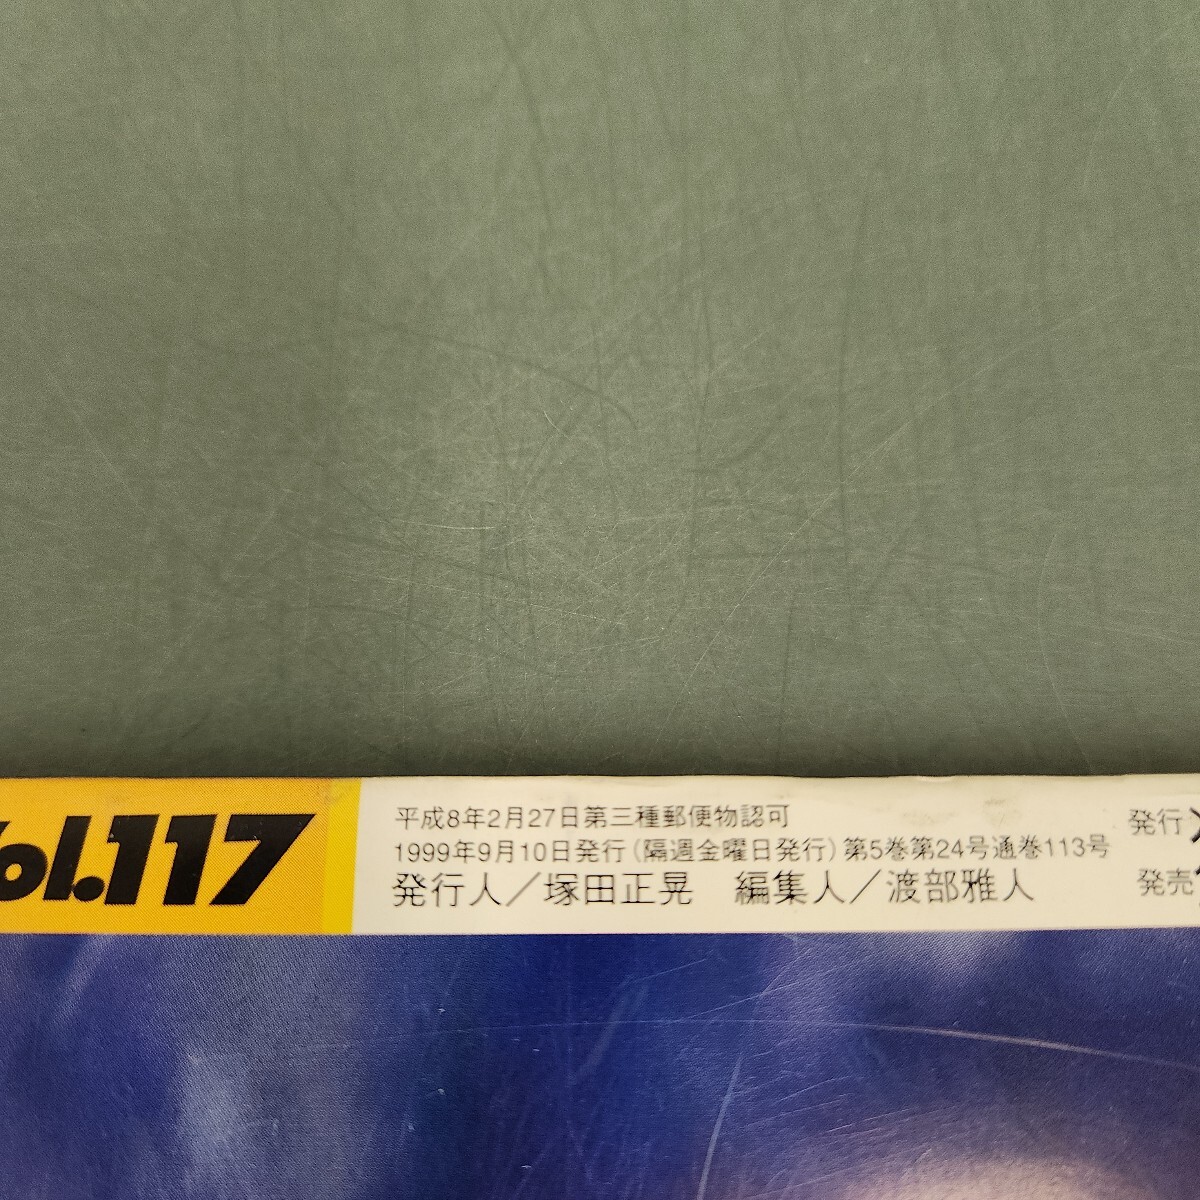 Vol.117
平成8年2月27日第三種郵便物認可
1999年9月10日発行(隔週金曜日発行)第5巻第24号通巻113号
発行人／塚田正晃　編集人／渡部雅人
発行
発売